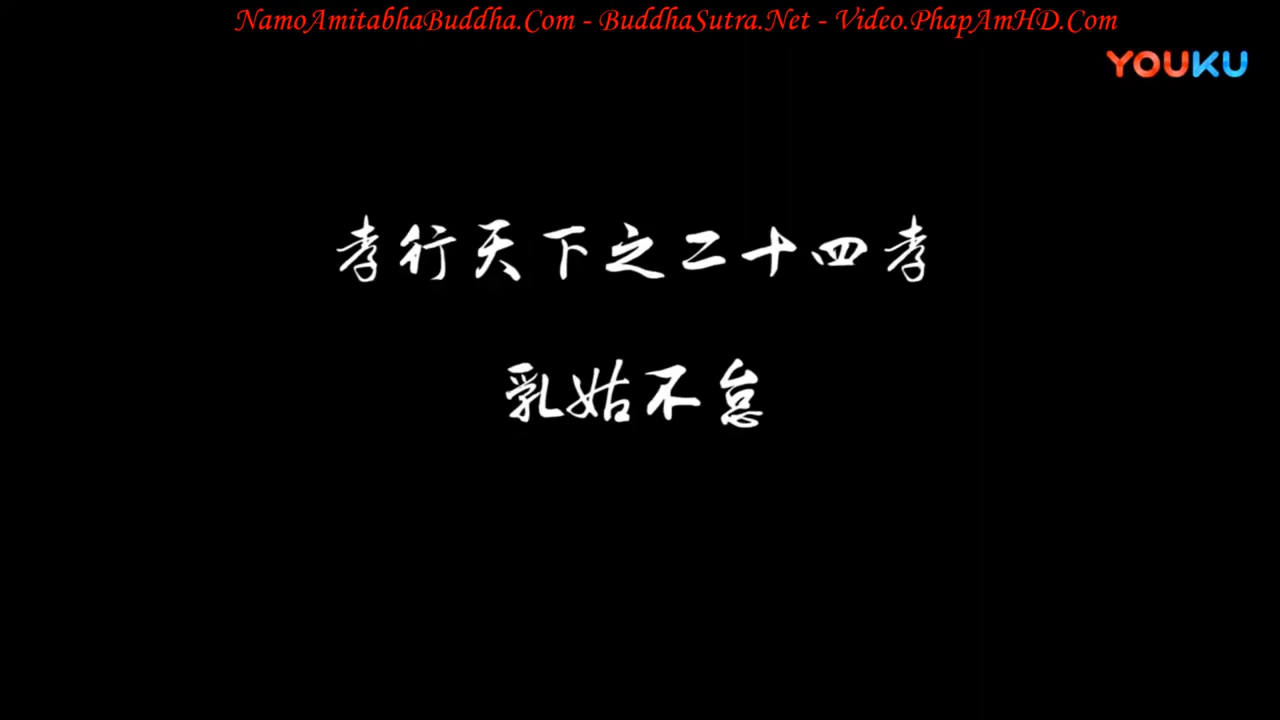 NamoAmitabhaBuddha.Com - BuddhaSutra.Net - Video.PhapAmHD.Com
YOUKU
孝行天下之二十四孝
乳姑不怠